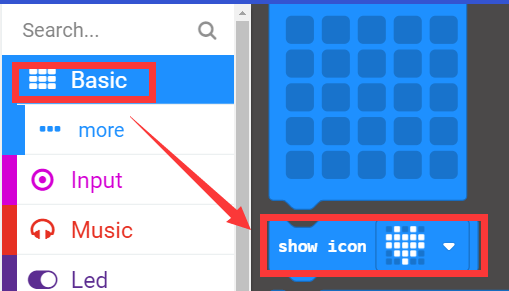 Search...
Basic
more
Input
Music
Led
show icon